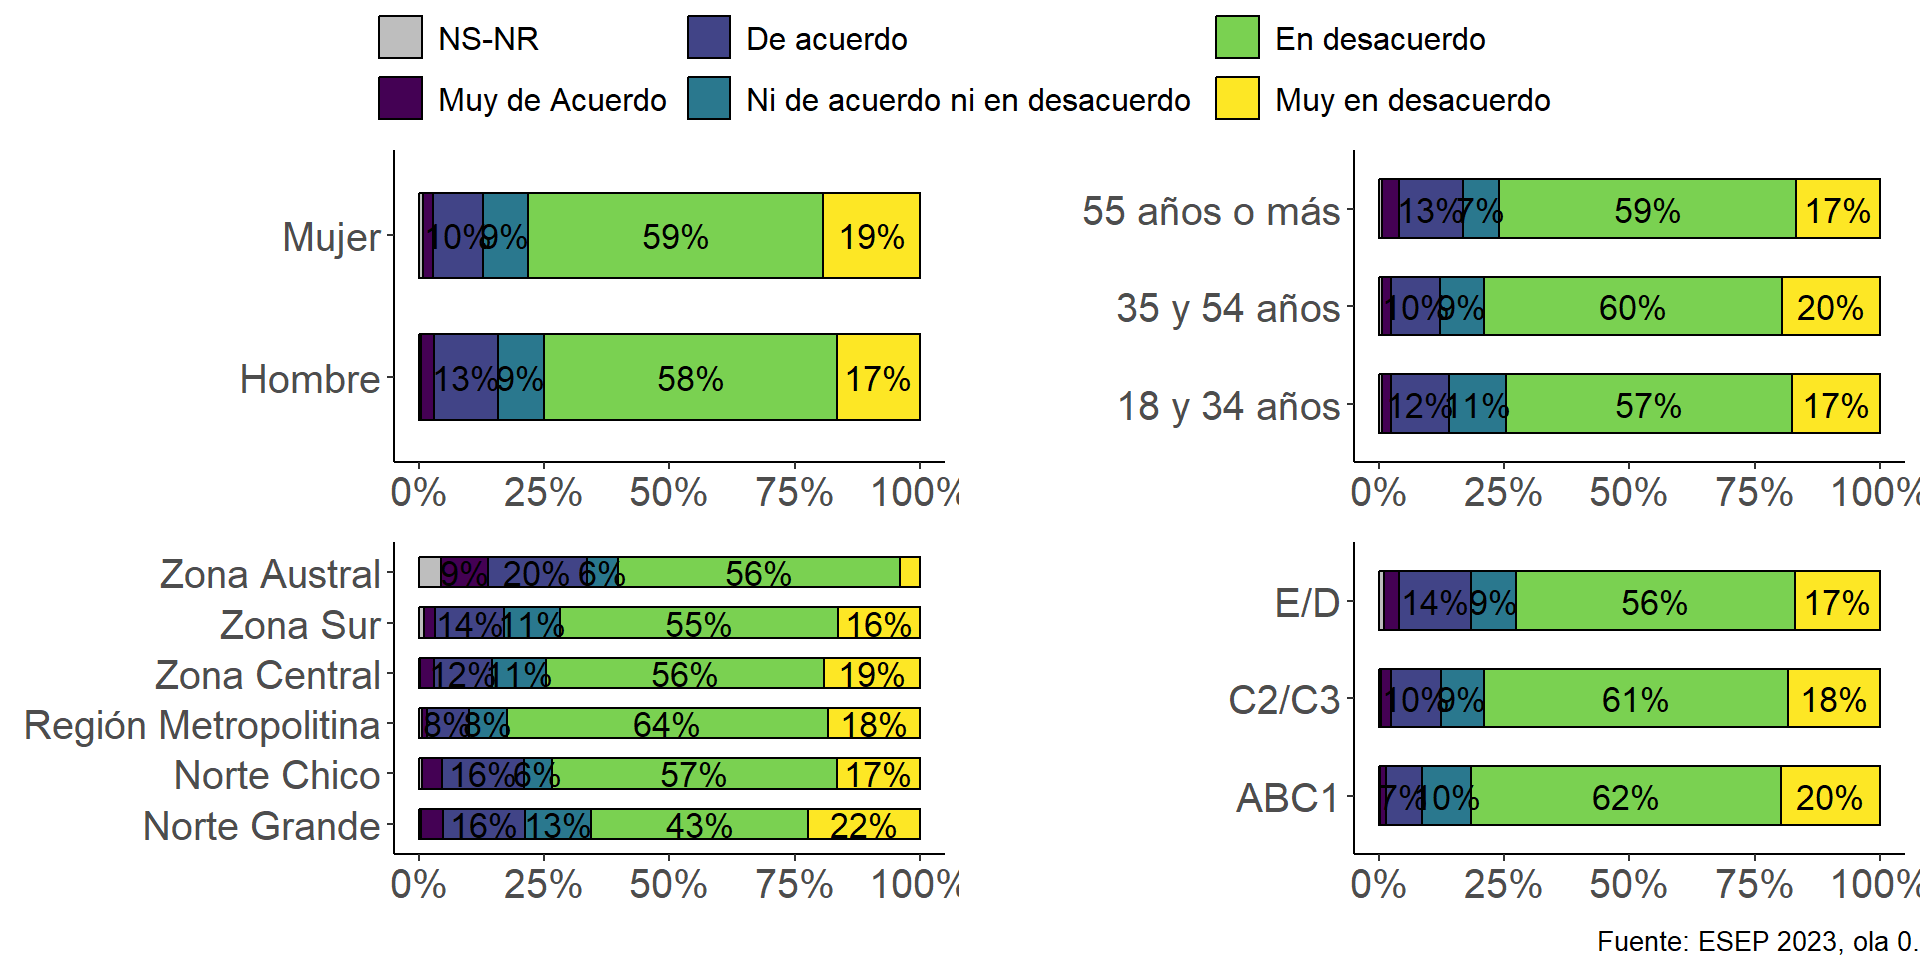 NS-NR De acuerdo En desacuerdo
Muy de Acuerdo Ni de acuerdo ni en desacuerdo Muy en desacuerdo
Mujer 10% 9% 59% 19%
Hombre 13% 9% 58% 17%
0% 25% 50% 75% 100%
55 años o más 13% 7% 59% 17%
35 y 54 años 10% 9% 60% 20%
18 y 34 años 12% 11% 57% 17%
0% 25% 50% 75% 100%
Zona Austral 9% 20% 6% 56%
Zona Sur 14% 11% 55% 16%
Zona Central 12% 11% 56% 19%
Región Metropolitina 8% 8% 64% 18%
Norte Chico 16% 6% 57% 17%
Norte Grande 16% 13% 43% 22%
0% 25% 50% 75% 100%
E/D 14% 9% 56% 17%
C2/C3 10% 9% 61% 18%
ABC1 7% 10% 62% 20%
0% 25% 50% 75% 100%
Fuente: ESEP 2023, ola 0.